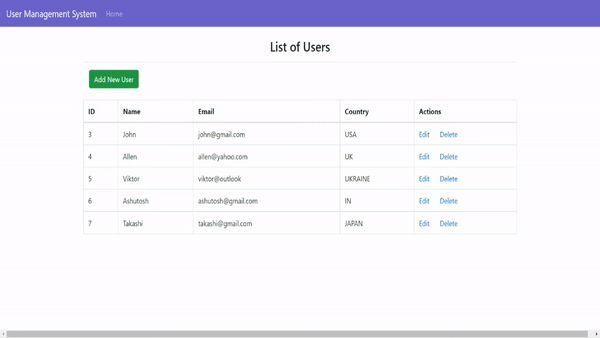 User Management System Home
List of Users
Add New User
ID Name Email Country Actions
3 John john@gmail.com USA Edit Delete
4 Allen allen@yahoo.com UK Edit Delete
5 Viktor viktor@outlook UKRAINE Edit Delete
6 Ashutosh ashutosh@gmail.com IN Edit Delete
7 Takashi takashi@gmail.com JAPAN Edit Delete